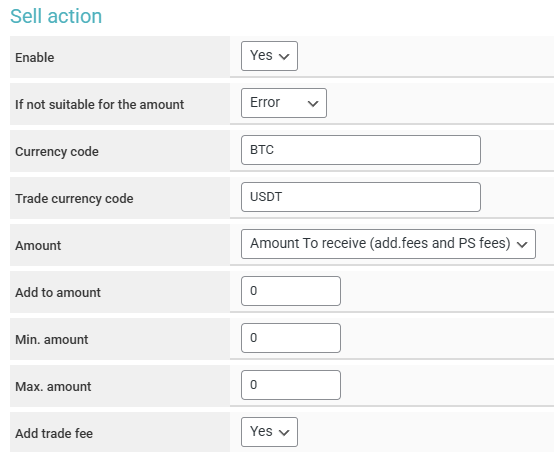 Sell action
Enable Yes
If not suitable for the amount Error
Currency code BTC
Trade currency code USDT
Amount Amount To receive (add.fees and PS fees)
Add to amount 0
Min. amount 0
Max. amount 0
Add trade fee Yes